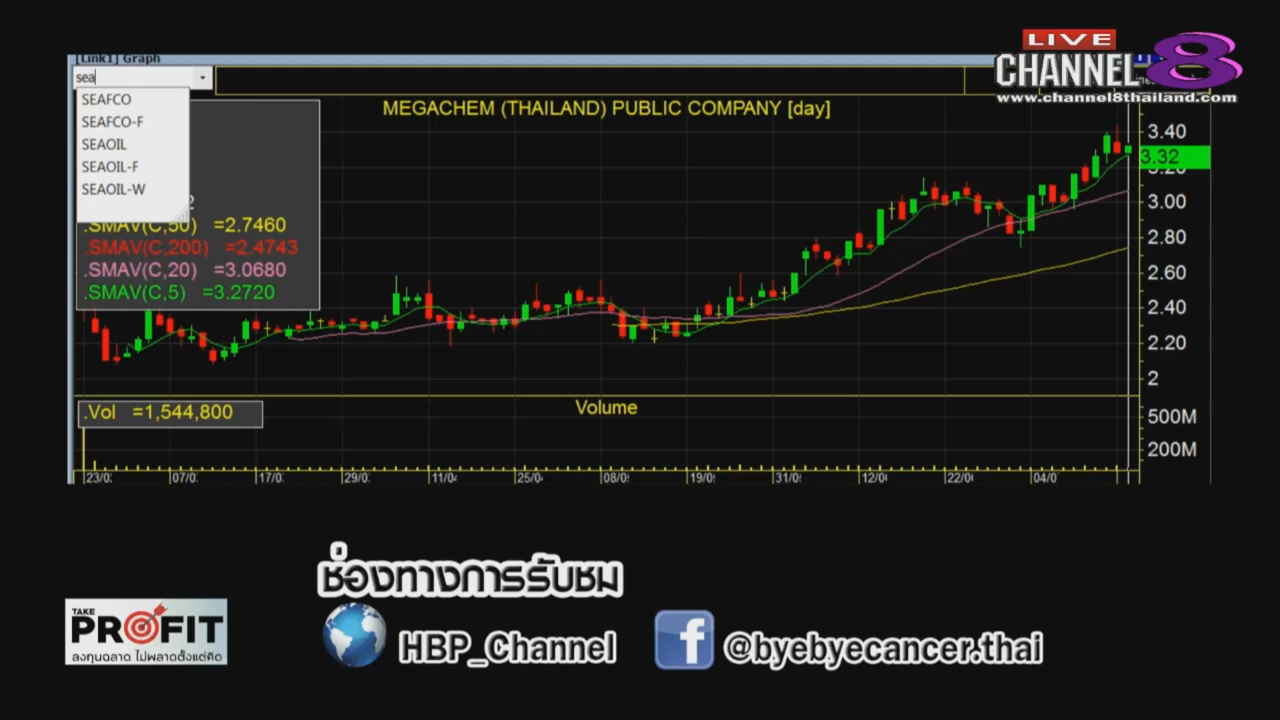 [Link1] Graph
LIVE
CHANNEL 8
www.channel8thailand.com
sea
SEAFCO
SEAFCO-F
SEAOIL
SEAOIL-F
SEAOIL-W
MEGACHEM (THAILAND) PUBLIC COMPANY [day]
.SMAV(C,50) =2.7460
.SMAV(C,200) =2.4743
.SMAV(C,20) =3.0680
.SMAV(C,5) =3.2720
3.40
3.32
3.20
3.00
2.80
2.60
2.40
2.20
2
.Vol =1,544,800
Volume
500M
200M
23/0 07/0 17/0 29/0 11/0 25/0 08/0 19/0 31/0 12/0 22/0 04/0
ช่องทางการรับชม
TAKE
PROFIT
ลงทุนฉลาด ไม่พลาดตั้งแต่คิด
HBP_Channel
f @byebyecancer.thai